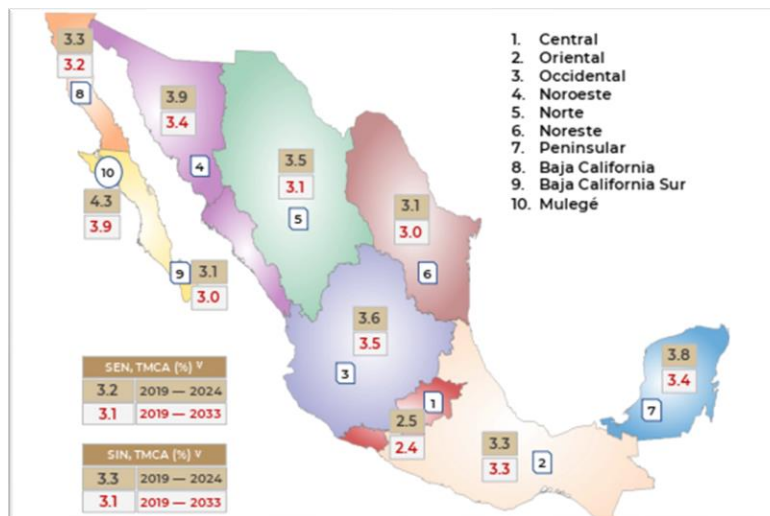 3.3
3.2
8
3.9
3.4
4
10
4.3
3.9
9
3.1
3.0
3.5
3.1
5
3.1
3.0
6
3.6
3.5
3
1
2.5
2.4
3.3
3.3
2
3.8
3.4
7
1. Central
2. Oriental
3. Occidental
4. Noroeste
5. Norte
6. Noreste
7. Peninsular
8. Baja California
9. Baja California Sur
10. Mulegé
SEN, TMCA (%) V
3.2 2019 — 2024
3.1 2019 — 2033
SIN, TMCA (%) V
3.3 2019 — 2024
3.1 2019 — 2033